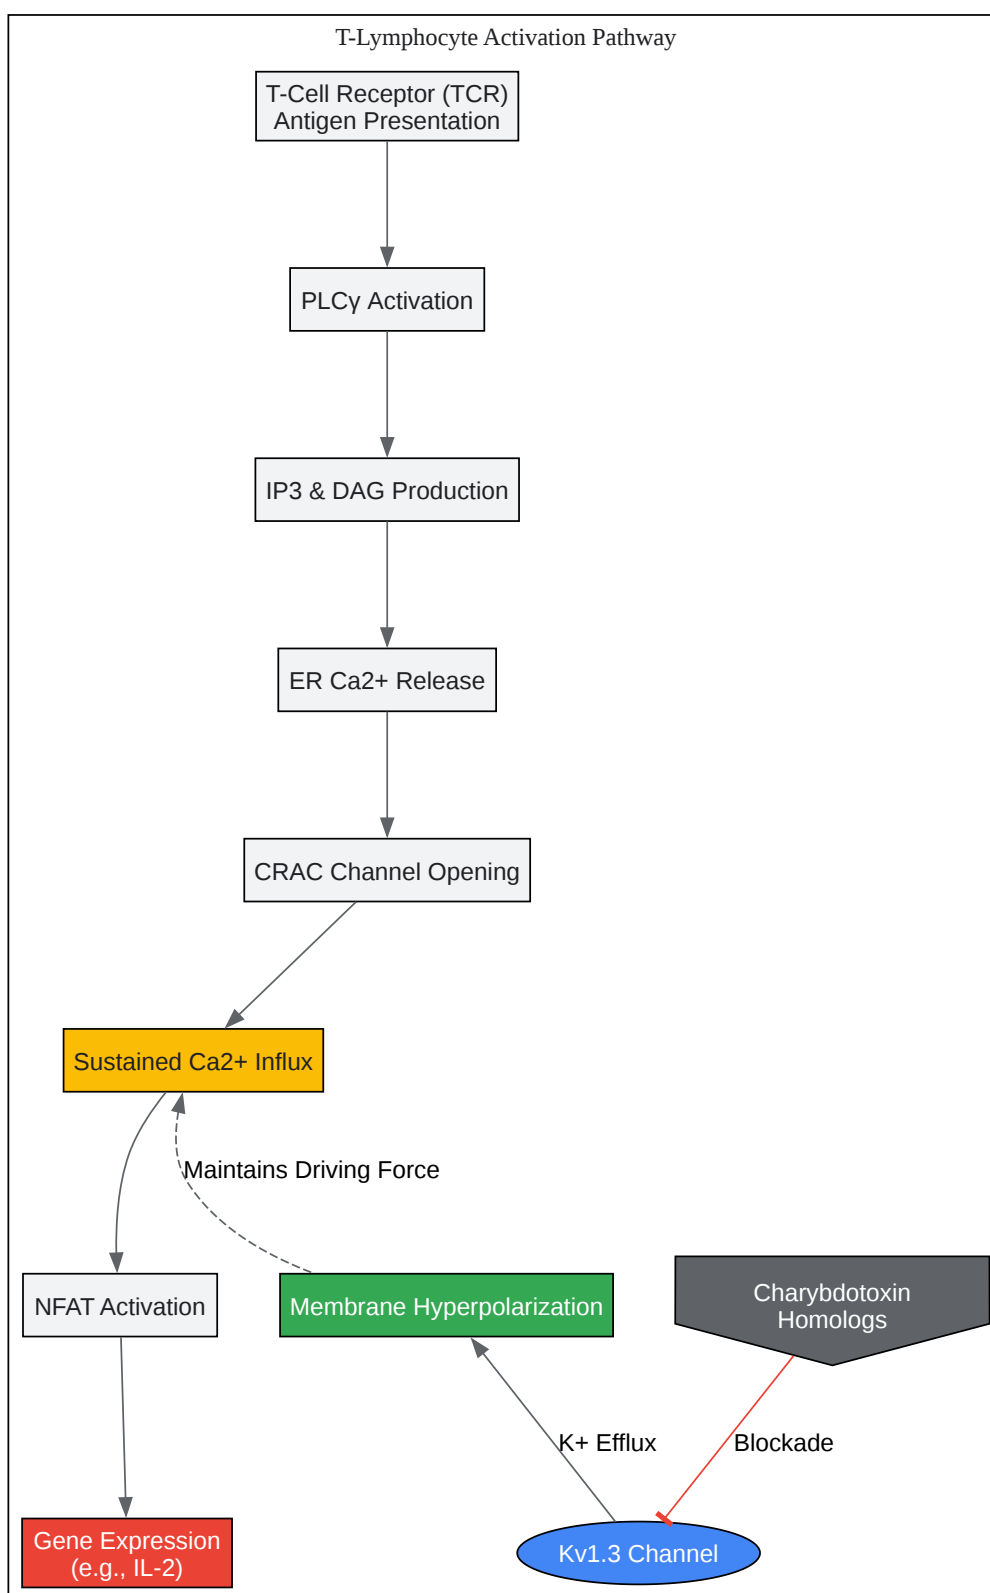 T-Lymphocyte Activation Pathway
T-Cell Receptor (TCR)
Antigen Presentation
PLCγ Activation
IP3 & DAG Production
ER Ca2+ Release
CRAC Channel Opening
Sustained Ca2+ Influx
Maintains Driving Force
NFAT Activation
Membrane Hyperpolarization
Charybdotoxin
Homologs
K+ Efflux
Blockade
Gene Expression
(e.g., IL-2)
Kv1.3 Channel